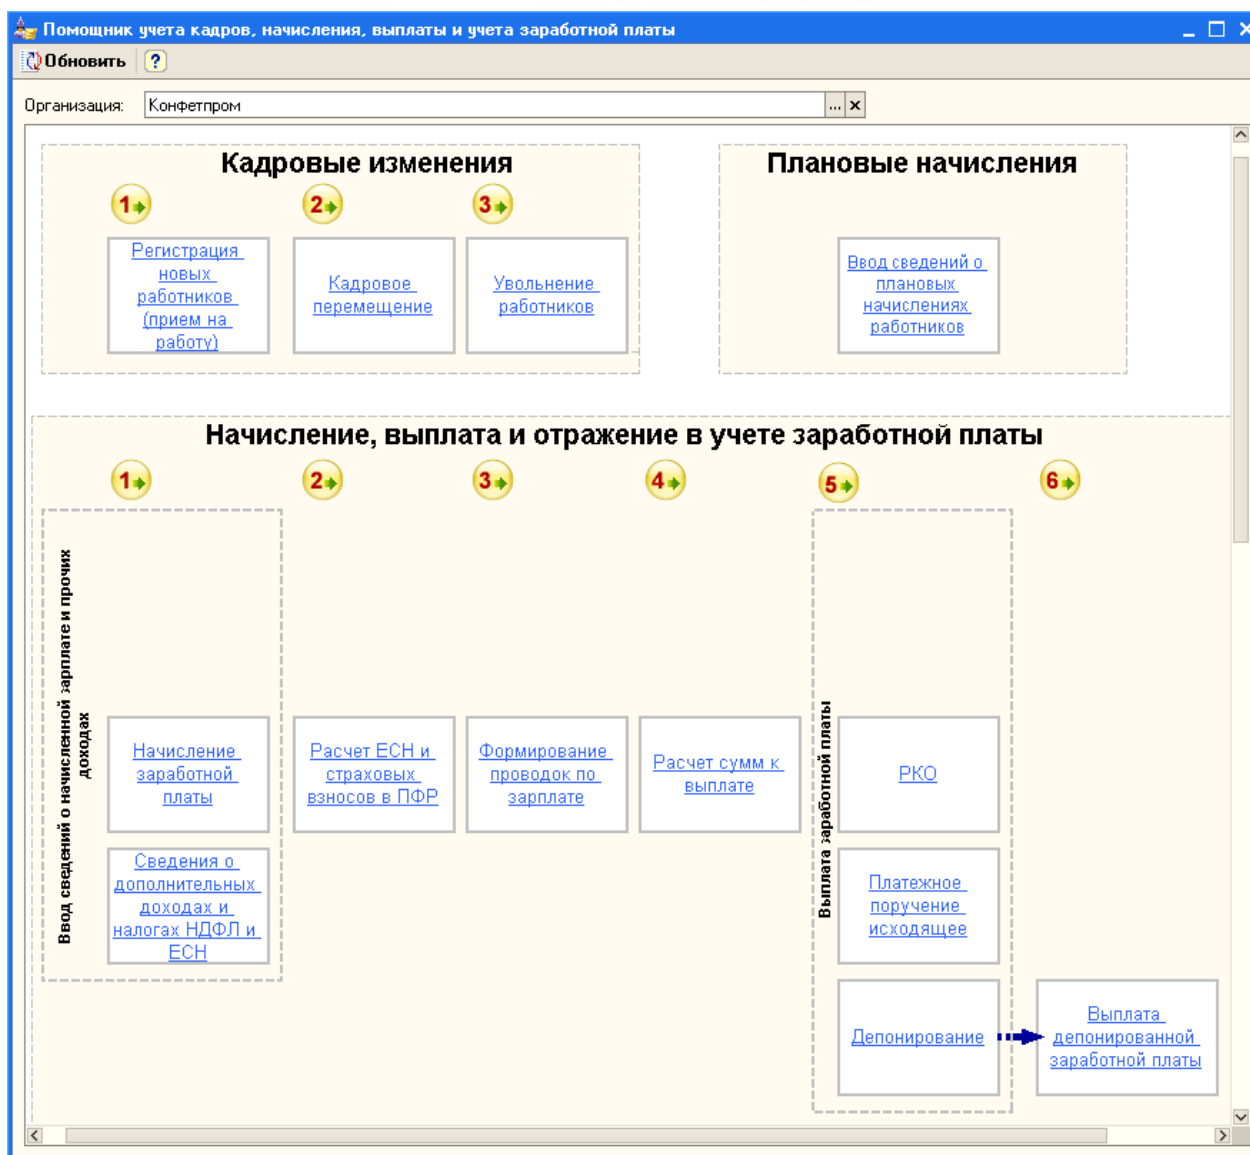 Помощник учета кадров, начисления, выплаты и учета заработной платы
Обновить ?
Организация: Конфетпром ... x
Кадровые изменения
1 2 3
Регистрация
новых
работников
(прием на
работу)
Кадровое
перемещение
Увольнение
работников
Плановые начисления
Ввод сведений о
плановых
начислениях
работников
Начисление, выплата и отражение в учете заработной платы
1 2 3 4 5 6
Ввод сведений о начисленной зарплате и прочих
доходах
Начисление
заработной
платы
Сведения о
дополнительных
доходах и
налогах НДФЛ и
ЕСН
Расчет ЕСН и
страховых
взносов в ПФР
Формирование
проводок по
зарплате
Расчет сумм к
выплате
Выплата заработной платы
РКО
Платежное
поручение
исходящее
Депонирование
Выплата
депонированной
заработной платы